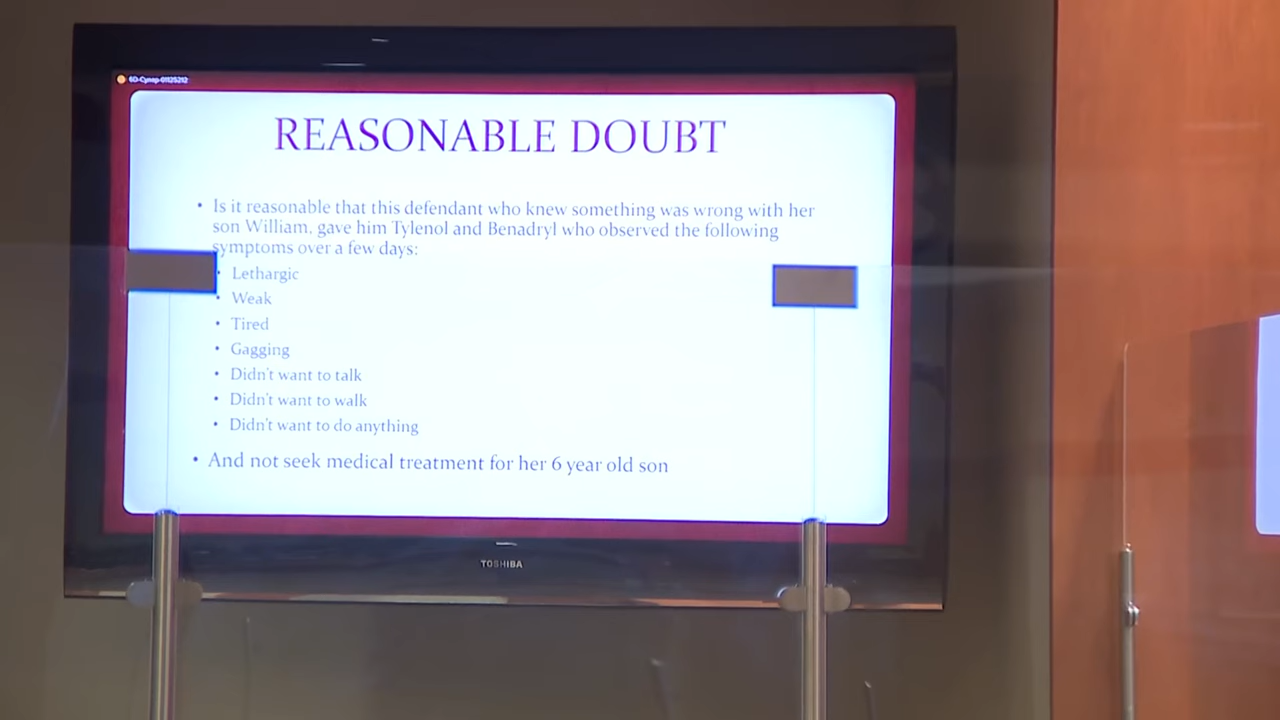 6D-Cynap-01125212
REASONABLE DOUBT
• Is it reasonable that this defendant who knew something was wrong with her
son William, gave him Tylenol and Benadryl who observed the following
symptoms over a few days:
• Lethargic
• Weak
• Tired
• Gagging
• Didn't want to talk
• Didn't want to walk
• Didn't want to do anything
• And not seek medical treatment for her 6 year old son
TOSHIBA